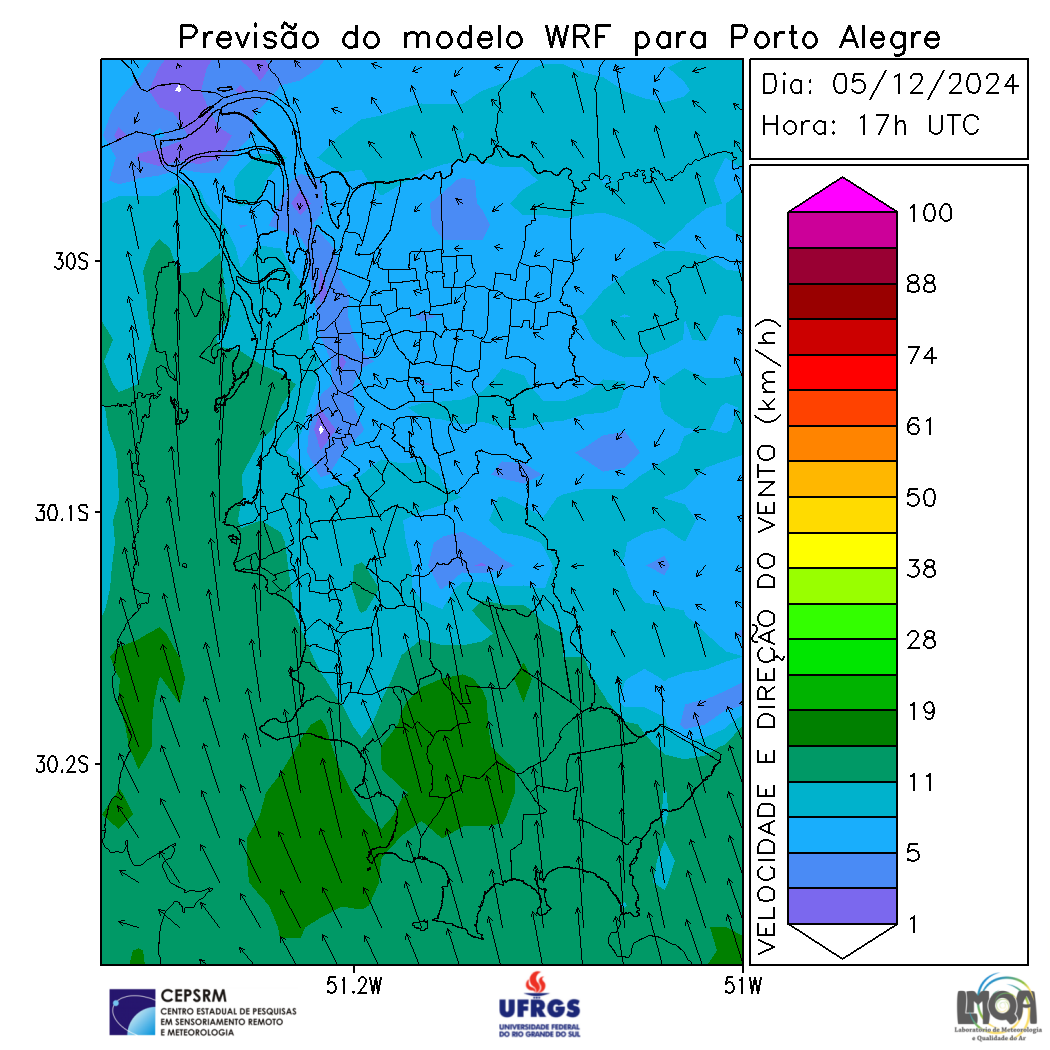 Previsão do modelo WRF para Porto Alegre
Dia: 05/12/2024
Hora: 17h UTC
30S
30.1S
30.2S
51.2W
51W
VELOCIDADE E DIREÇÃO DO VENTO (km/h)
100
88
74
61
50
38
28
19
11
5
1
CEPSRM
CENTRO ESTADUAL DE PESQUISAS
EM SENSORIAMENTO REMOTO
E METEOROLOGIA
UFRGS
UNIVERSIDADE FEDERAL
DO RIO GRANDE DO SUL
LMQA
Laboratório de Meteorologia
e Qualidade do Ar